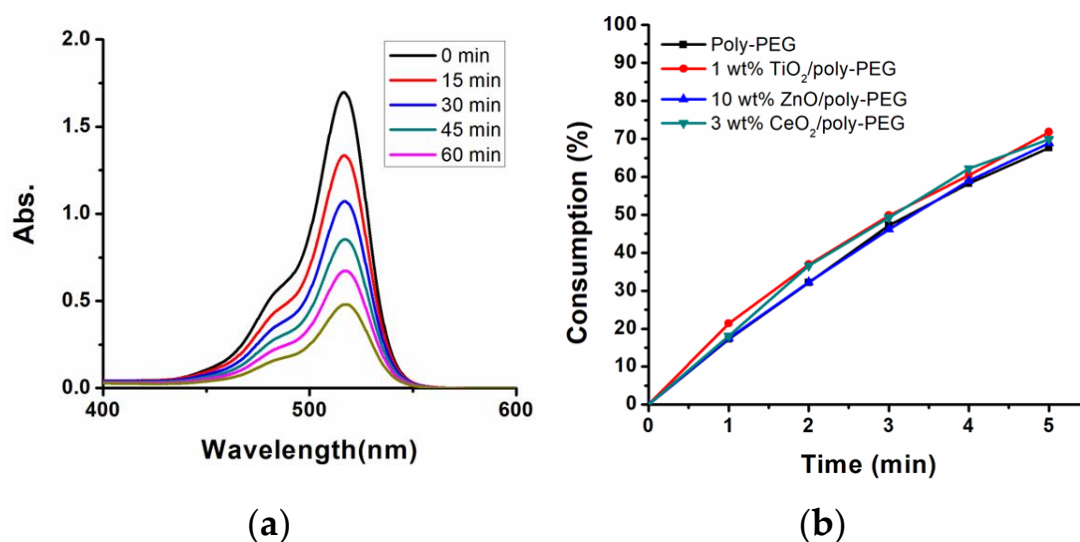 2.0
1.5
1.0
0.5
0.0
400
500
600
Abs.
Wavelength(nm)
0 min
15 min
30 min
45 min
60 min
(a)
100
90
80
70
60
50
40
30
20
10
0
0
1
2
3
4
5
Consumption (%)
Time (min)
Poly-PEG
1 wt% TiO₂/poly-PEG
10 wt% ZnO/poly-PEG
3 wt% CeO₂/poly-PEG
(b)